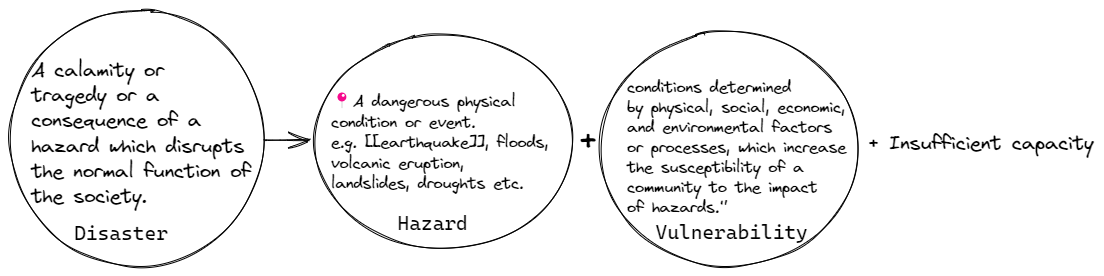 A calamity or
tragedy or a
consequence of a
hazard which disrupts
the normal function of
the society.
Disaster
A dangerous physical
condition or event.
e.g. [[earthquake]], floods,
volcanic eruption,
landslides, droughts etc.
Hazard
+
conditions determined
by physical, social, economic,
and environmental factors
or processes, which increase
the susceptibility of a
community to the impact
of hazards."
Vulnerability
+ Insufficient capacity